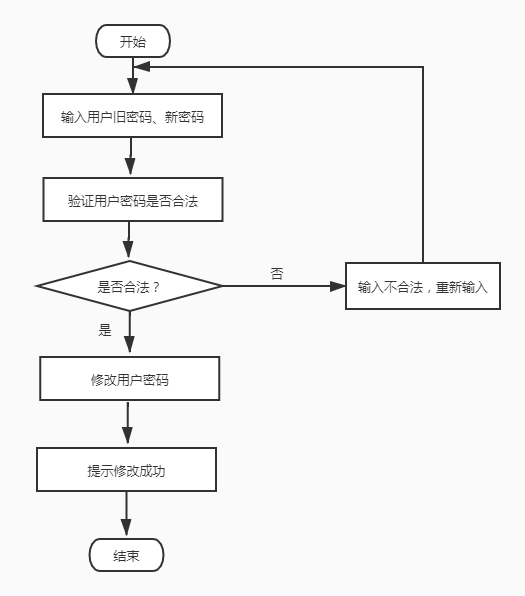 开始
输入用户旧密码、新密码
验证用户密码是否合法
是否合法？
否
输入不合法，重新输入
是
修改用户密码
提示修改成功
结束